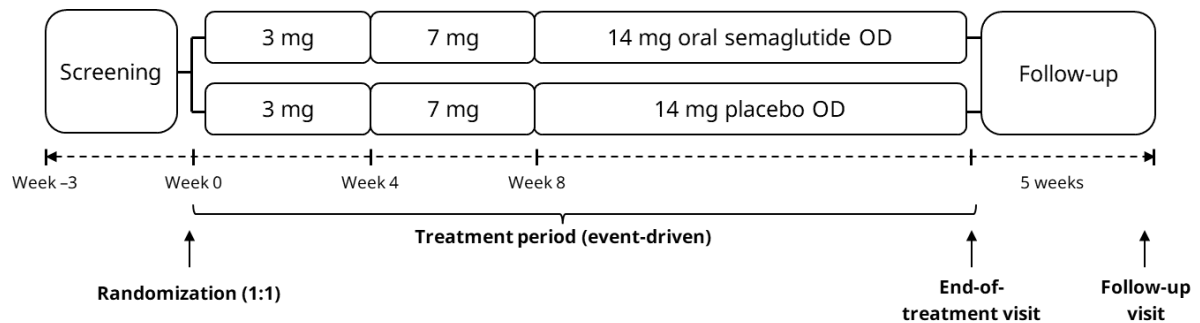 Screening
3 mg
7 mg
14 mg oral semaglutide OD
3 mg
7 mg
14 mg placebo OD
Follow-up
Week –3
Week 0
Week 4
Week 8
5 weeks
Treatment period (event-driven)
Randomization (1:1)
End-of-
treatment visit
Follow-up
visit